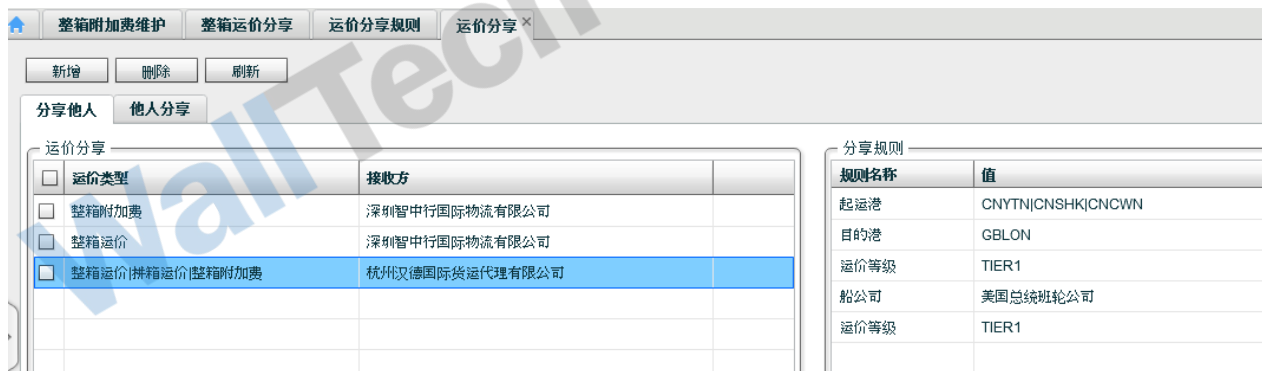 整箱附加费维护 整箱运价分享 运价分享规则 运价分享 ×
新增 删除 刷新
分享他人 他人分享
运价分享
运价类型 接收方
整箱附加费 深圳智中行国际物流有限公司
整箱运价 深圳智中行国际物流有限公司
整箱运价|拼箱运价|整箱附加费 杭州汉德国际货运代理有限公司
分享规则
规则名称 值
起运港 CNYTN|CNSHK|CNCWN
目的港 GBLON
运价等级 TIER1
船公司 美国总统班轮公司
运价等级 TIER1
WallTech